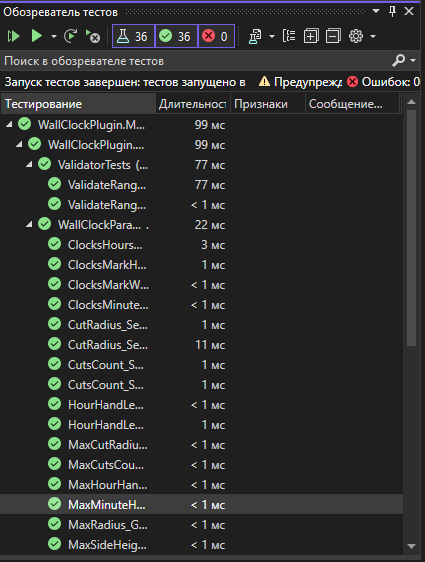 Обозреватель тестов
36 36 0
Поиск в обозревателе тестов
Запуск тестов завершен: тестов запущено в Предупрежд Ошибок: 0
Тестирование Длительност Признаки Сообщение...
WallClockPlugin.M... 99 мс
WallClockPlugin.... 99 мс
ValidatorTests (... 77 мс
ValidateRang... 77 мс
ValidateRang... < 1 мс
WallClockPara... . 22 мс
ClocksHours... 3 мс
ClocksMarkH... 1 мс
ClocksMarkW... < 1 мс
ClocksMinute... < 1 мс
CutRadius_Se... 1 мс
CutRadius_Se... 11 мс
CutsCount_S... 1 мс
CutsCount_S... 1 мс
HourHandLe... < 1 мс
HourHandLe... 1 мс
MaxCutRadiu... < 1 мс
MaxCutsCou... < 1 мс
MaxHourHan... < 1 мс
MaxMinuteH... < 1 мс
MaxRadius_G... < 1 мс
MaxSideHeig... < 1 мс